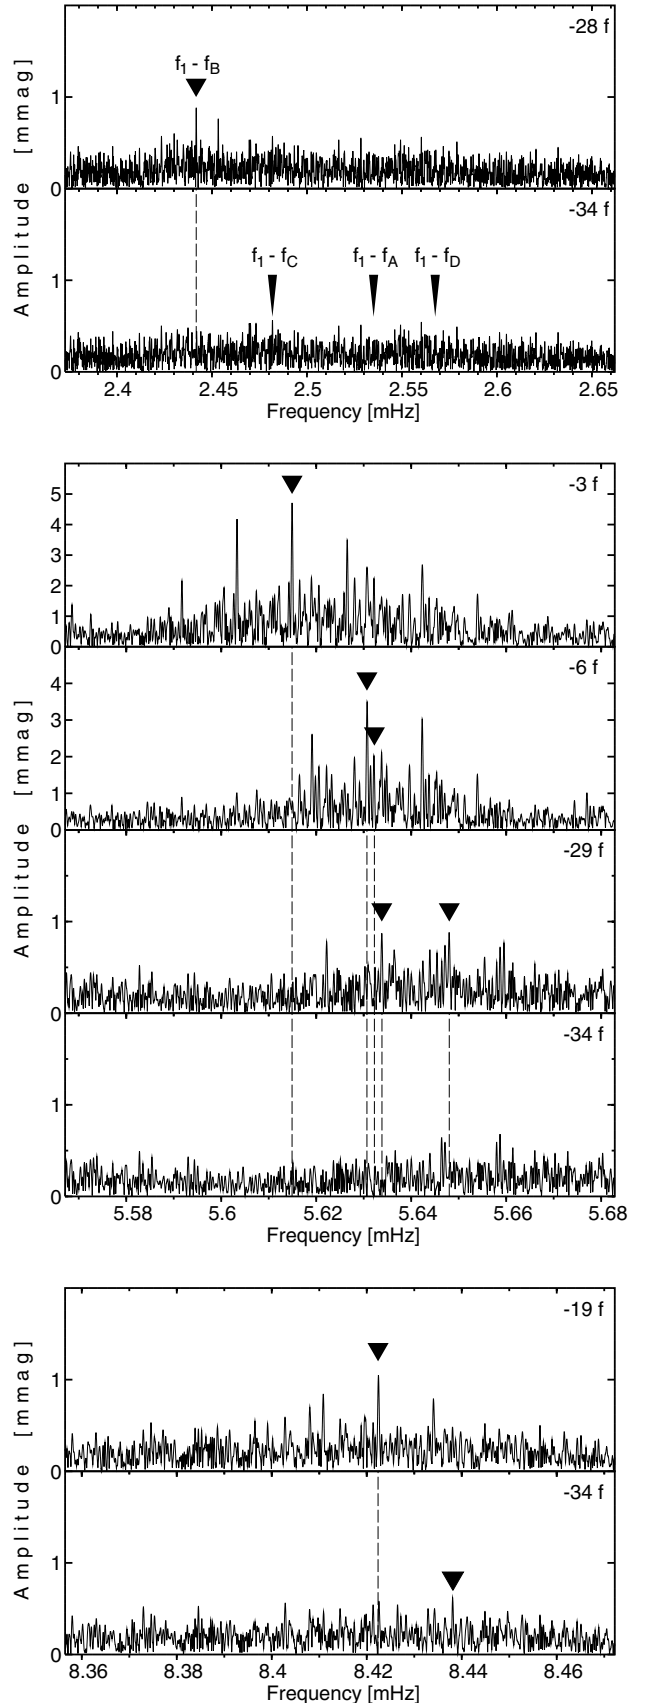 -28 f
f1 - fB
1
0
-34 f
f1 - fC f1 - fA f1 - fD
1
0
2.4 2.45 2.5 2.55 2.6 2.65
Frequency [mHz]
Amplitude [mmag]
-3 f
5
4
3
2
1
0
-6 f
4
3
2
1
0
-29 f
1
0
-34 f
1
0
5.58 5.6 5.62 5.64 5.66 5.68
Frequency [mHz]
Amplitude [mmag]
-19 f
1
0
-34 f
1
0
8.36 8.38 8.4 8.42 8.44 8.46
Frequency [mHz]
Amplitude [mmag]